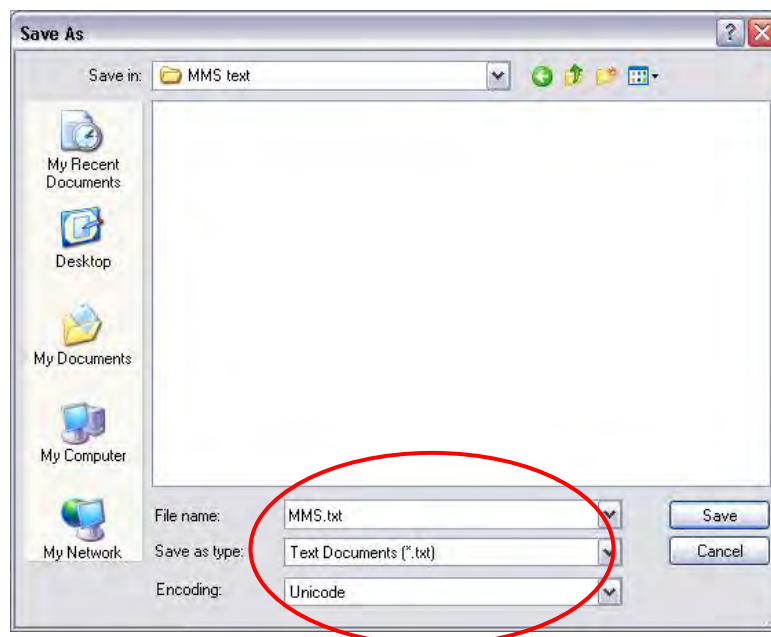 Save As
Save in: MMS text
My Recent
Documents
Desktop
My Documents
My Computer
My Network
File name: MMS.txt Save
Save as type: Text Documents (*.txt) Cancel
Encoding: Unicode